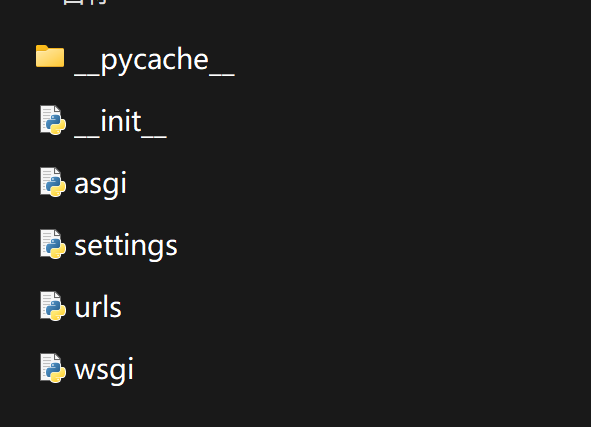 __pycache__
__init__
asgi
settings
urls
wsgi